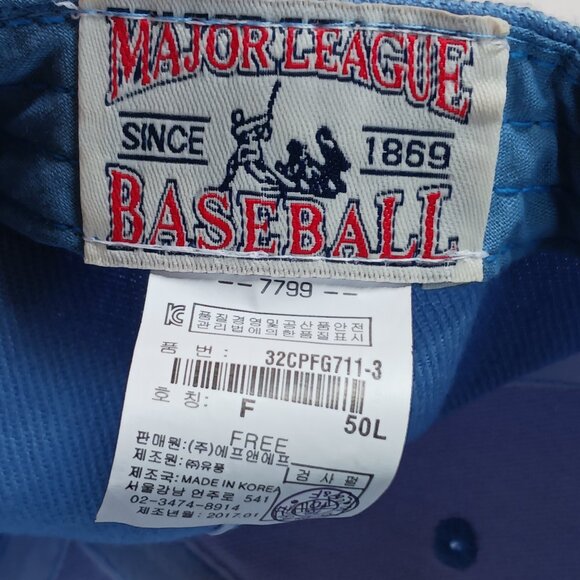 MAJOR LEAGUE
SINCE 1869
BASEBALL
-- 7799 --
품질경영및공산품안전
관리법에의한품질표시
품 번 : 32CPFG711-3
호 칭 : F 50L
FREE
판매원:(주)에프앤에프
제조원: ㈜유풍
제조국: MADE IN KOREA
서울강남 언주로 541
02-3474-8914
제조년월 : 2017.01
검사필